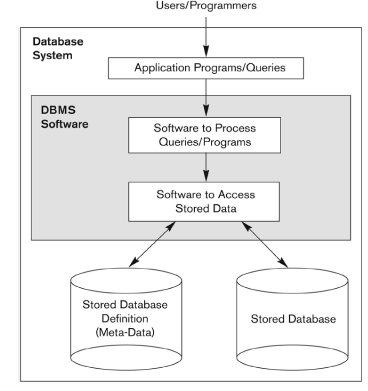 Users/Programmers
Database
System
Application Programs/Queries
DBMS
Software
Software to Process
Queries/Programs
Software to Access
Stored Data
Stored Database
Definition
(Meta-Data)
Stored Database